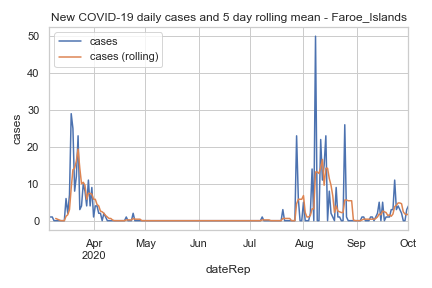 New COVID-19 daily cases and 5 day rolling mean - Faroe_Islands
cases
cases (rolling)
50
40
30
20
10
0
cases
Apr
2020
May
Jun
Jul
Aug
Sep
Oct
dateRep